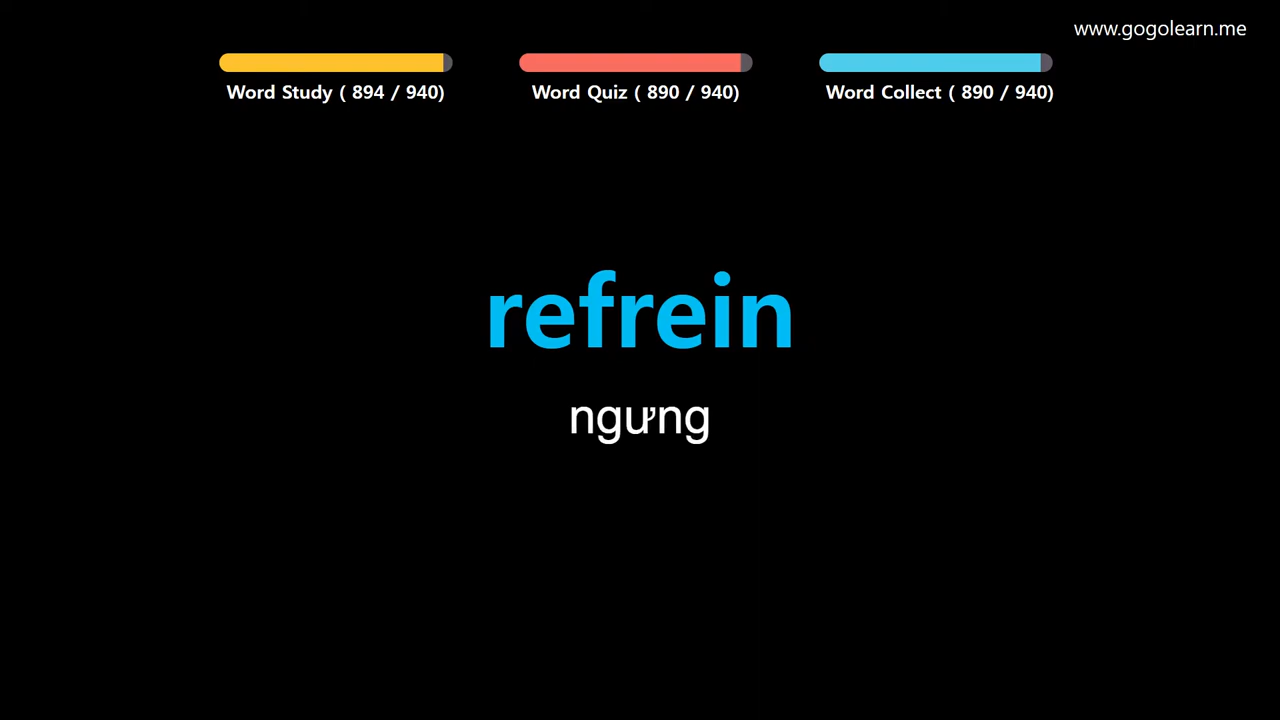 www.gogolearn.me
Word Study ( 894 / 940)
Word Quiz ( 890 / 940)
Word Collect ( 890 / 940)
refrein
ngưng